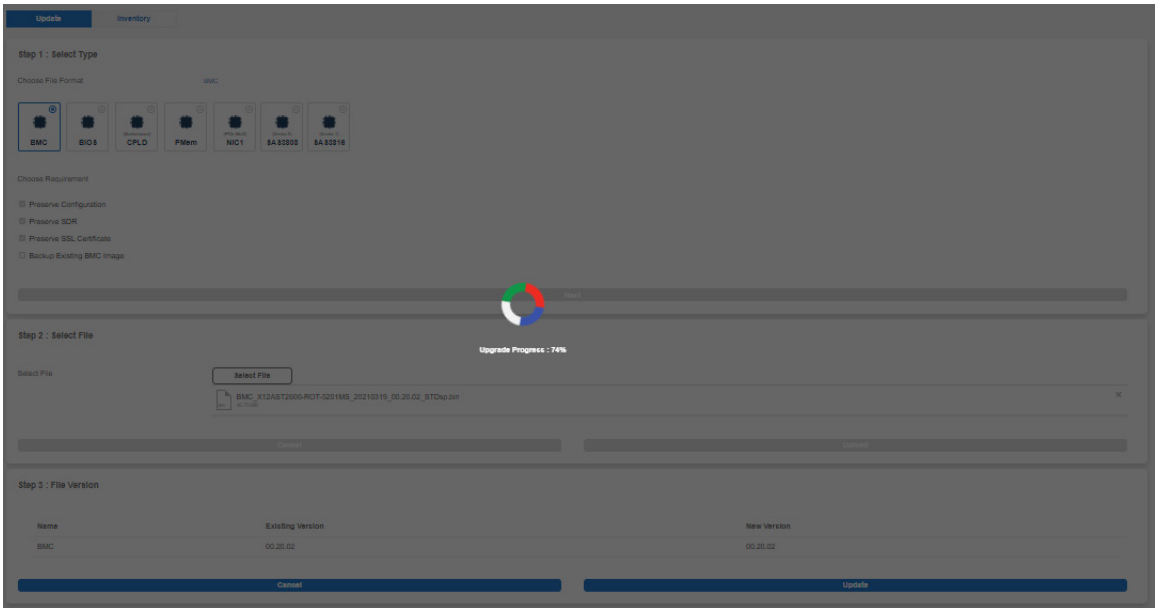 Update Inventory
Step 1 : Select Type
Choose File Format BMC
BMC BIOS CPLD PMem NIC1 SAS3808 SAS3816
Choose Requirement
Preserve Configuration
Preserve SDR
Preserve SSL Certificate
Backup Existing BMC Image
Next
Step 2 : Select File
Upgrade Progress : 74%
Select File Select File
BMC_X12AST2600-ROT-5201MS_20210319_00.20.02_STDsp.bin
Cancel Upload
Step 3 : File Version
Name Existing Version New Version
BMC 00.20.02 00.20.02
Cancel Update